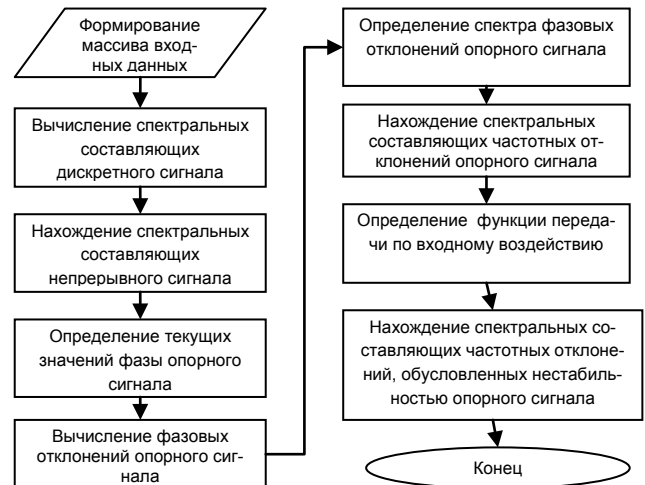 Формирование
массива вход-
ных данных
Вычисление спектральных
составляющих
дискретного сигнала
Нахождение спектральных
составляющих
непрерывного сигнала
Определение текущих
значений фазы опорного
сигнала
Вычисление фазовых
отклонений опорного сиг-
нала
Определение спектра фазовых
отклонений опорного сигнала
Нахождение спектральных
составляющих частотных от-
клонений опорного сигнала
Определение функции переда-
чи по входному воздействию
Нахождение спектральных со-
ставляющих частотных отклоне-
ний, обусловленных нестабиль-
ностью опорного сигнала
Конец